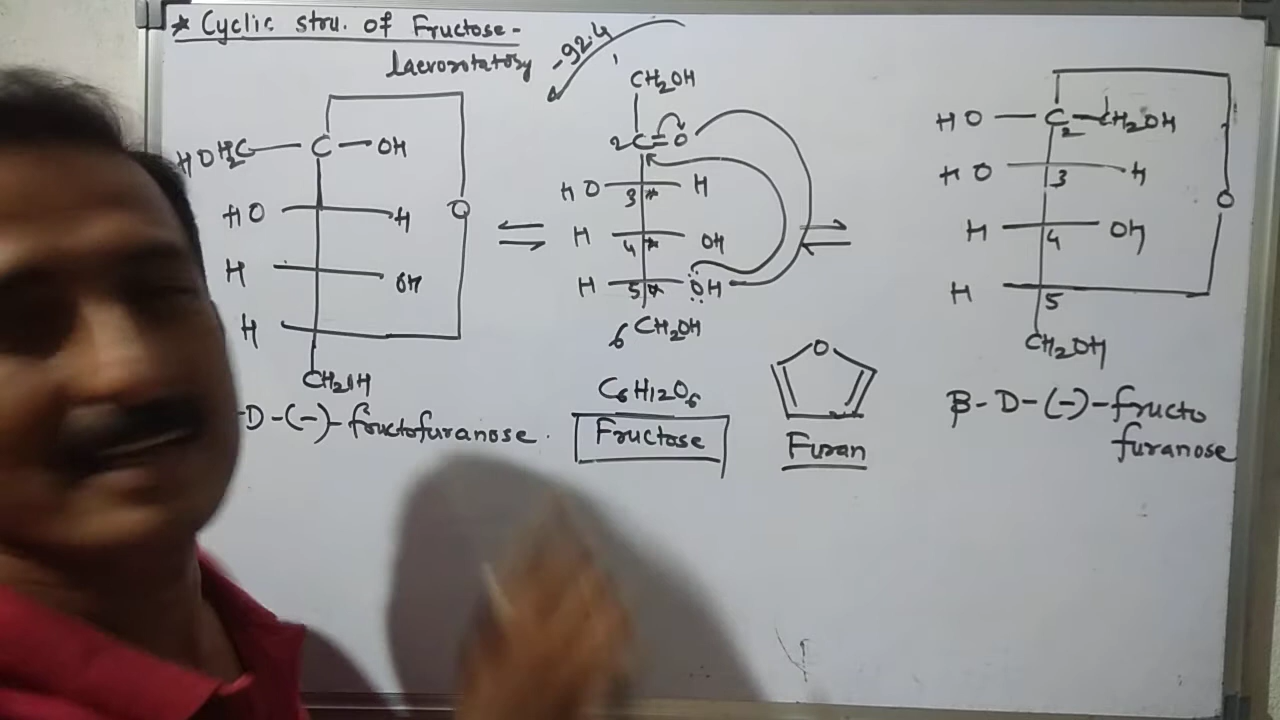 * Cyclic stru. of Fructose -
Laevorotatory -92.4
HOH₂C — C — OH
HO H
O
H OH
H
CH₂OH
-D-(-)-fructofuranose.
CH₂OH
2C=O
HO 3* H
H 4* OH
H 5* OH
6 CH₂OH
C₆H₁₂O₆
Fructose
O
Furan
HO — C₂ — CH₂OH
HO 3 H
O
H 4 OH
H 5
CH₂OH
β-D-(-)-fructo
furanose